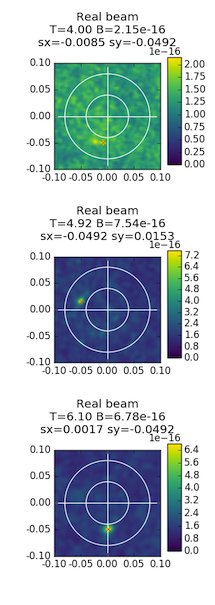 Real beam
T=4.00 B=2.15e-16
sx=-0.0085 sy=-0.0492
1e-16
0.10
0.05
0.00
-0.05
-0.10
-0.10
-0.05 0.00 0.05 0.10
2.00
1.75
1.50
1.25
1.00
0.75
0.50
0.25
0.00
Real beam
T=4.92 B=7.54e-16
sx=-0.0492 sy=0.0153
1e-16
0.10
0.05
0.00
-0.05
-0.10
-0.10 -0.05 0.00 0.05 0.10
7.2
6.4
5.6
4.8
4.0
3.2
2.4
1.6
0.8
0.0
Real beam
T=6.10 B=6.78e-16
sx=0.0017 sy=-0.0492
1e-16
0.10
0.05
0.00
-0.05
-0.10
-0.10 -0.05 0.00 0.05 0.10
6.4
5.6
4.8
4.0
3.2
2.4
1.6
0.8
0.0